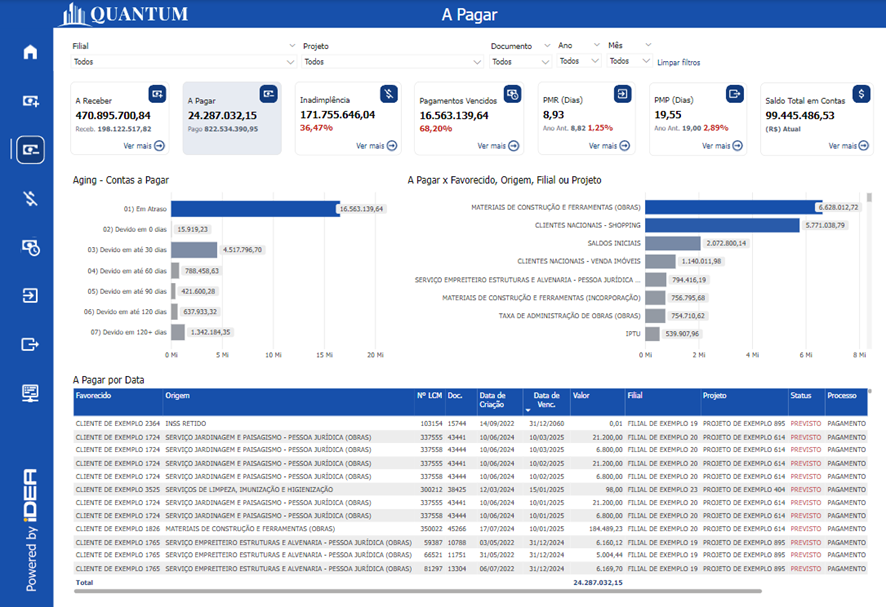 QUANTUM
A Pagar
Filial
Todos
Projeto
Todos
Documento
Todos
Ano
Todos
Mês
Todos
Limpar filtros
A Receber
470.895.700,84
Receb. 198.122.517,82
Ver mais
A Pagar
24.287.032,15
Pago 822.534.390,95
Inadimplência
171.755.646,04
36,47%
Ver mais
Pagamentos Vencidos
16.563.139,64
68,20%
Ver mais
PMR (Dias)
8,93
Ano Ant. 8,82 1,25%
Ver mais
PMP (Dias)
19,55
Ano Ant. 19,00 2,89%
Ver mais
Saldo Total em Contas
99.445.486,53
(R$) Atual
Ver mais
Aging - Contas a Pagar
01) Em Atraso 16.563.139,64
02) Devido em 0 dias 15.919,23
03) Devido em até 30 dias 4.517.796,70
04) Devido em até 60 dias 788.458,63
05) Devido em até 90 dias 421.600,28
06) Devido em até 120 dias 637.933,32
07) Devido em 120+ dias 1.342.184,35
0 Mi 5 Mi 10 Mi 15 Mi 20 Mi
A Pagar x Favorecido, Origem, Filial ou Projeto
MATERIAIS DE CONSTRUÇÃO E FERRAMENTAS (OBRAS) 6.628.012,72
CLIENTES NACIONAIS - SHOPPING 5.771.038,79
SALDOS INICIAIS 2.072.800,14
CLIENTES NACIONAIS - VENDA IMÓVEIS 1.140.011,98
SERVIÇO EMPREITEIRO ESTRUTURAS E ALVENARIA - PESSOA JURÍDICA ... 794.416,19
MATERIAIS DE CONSTRUÇÃO E FERRAMENTAS (INCORPORAÇÃO) 756.795,68
TAXA DE ADMINISTRAÇÃO DE OBRAS (OBRAS) 754.710,62
IPTU 539.907,96
0 Mi 2 Mi 4 Mi 6 Mi 8 Mi
A Pagar por Data
Favorecido Origem Nº LCM Doc. Data de Criação Data de Venc. Valor Filial Projeto Status Processo
CLIENTE DE EXEMPLO 2364 INSS RETIDO 103154 15744 14/09/2022 31/12/2060 0,01 FILIAL DE EXEMPLO 19 PROJETO DE EXEMPLO 895 PREVISTO PAGAMENTO
CLIENTE DE EXEMPLO 1724 SERVIÇO JARDINAGEM E PAISAGISMO - PESSOA JURÍDICA (OBRAS) 337555 43441 10/06/2024 10/03/2025 21.200,00 FILIAL DE EXEMPLO 20 PROJETO DE EXEMPLO 614 PREVISTO PAGAMENTO
CLIENTE DE EXEMPLO 1724 SERVIÇO JARDINAGEM E PAISAGISMO - PESSOA JURÍDICA (OBRAS) 337558 43444 10/06/2024 10/03/2025 6.800,00 FILIAL DE EXEMPLO 20 PROJETO DE EXEMPLO 614 PREVISTO PAGAMENTO
CLIENTE DE EXEMPLO 1724 SERVIÇO JARDINAGEM E PAISAGISMO - PESSOA JURÍDICA (OBRAS) 337555 43441 10/06/2024 10/02/2025 21.200,00 FILIAL DE EXEMPLO 20 PROJETO DE EXEMPLO 614 PREVISTO PAGAMENTO
CLIENTE DE EXEMPLO 1724 SERVIÇO JARDINAGEM E PAISAGISMO - PESSOA JURÍDICA (OBRAS) 337558 43444 10/06/2024 10/02/2025 6.800,00 FILIAL DE EXEMPLO 20 PROJETO DE EXEMPLO 614 PREVISTO PAGAMENTO
CLIENTE DE EXEMPLO 3525 SERVIÇOS DE LIMPEZA, IMUNIZAÇÃO E HIGIENIZAÇÃO 300212 38425 12/03/2024 15/01/2025 98,00 FILIAL DE EXEMPLO 23 PROJETO DE EXEMPLO 404 PREVISTO PAGAMENTO
CLIENTE DE EXEMPLO 1724 SERVIÇO JARDINAGEM E PAISAGISMO - PESSOA JURÍDICA (OBRAS) 337555 43441 10/06/2024 10/01/2025 21.200,00 FILIAL DE EXEMPLO 20 PROJETO DE EXEMPLO 614 PREVISTO PAGAMENTO
CLIENTE DE EXEMPLO 1724 SERVIÇO JARDINAGEM E PAISAGISMO - PESSOA JURÍDICA (OBRAS) 337558 43444 10/06/2024 10/01/2025 6.800,00 FILIAL DE EXEMPLO 20 PROJETO DE EXEMPLO 614 PREVISTO PAGAMENTO
CLIENTE DE EXEMPLO 1826 MATERIAIS DE CONSTRUÇÃO E FERRAMENTAS (OBRAS) 350022 45266 17/07/2024 10/01/2025 184.489,23 FILIAL DE EXEMPLO 20 PROJETO DE EXEMPLO 614 PREVISTO PAGAMENTO
CLIENTE DE EXEMPLO 1765 SERVIÇO EMPREITEIRO ESTRUTURAS E ALVENARIA - PESSOA JURÍDICA (OBRAS) 59387 10788 03/05/2022 31/12/2024 6.160,12 FILIAL DE EXEMPLO 19 PROJETO DE EXEMPLO 895 PREVISTO PAGAMENTO
CLIENTE DE EXEMPLO 1765 SERVIÇO EMPREITEIRO ESTRUTURAS E ALVENARIA - PESSOA JURÍDICA (OBRAS) 66521 11751 31/05/2022 31/12/2024 5.004,44 FILIAL DE EXEMPLO 19 PROJETO DE EXEMPLO 895 PREVISTO PAGAMENTO
CLIENTE DE EXEMPLO 1765 SERVIÇO EMPREITEIRO ESTRUTURAS E ALVENARIA - PESSOA JURÍDICA (OBRAS) 81297 13304 06/07/2022 31/12/2024 6.169,70 FILIAL DE EXEMPLO 19 PROJETO DE EXEMPLO 895 PREVISTO PAGAMENTO
Total 24.287.032,15
Powered by iDEA